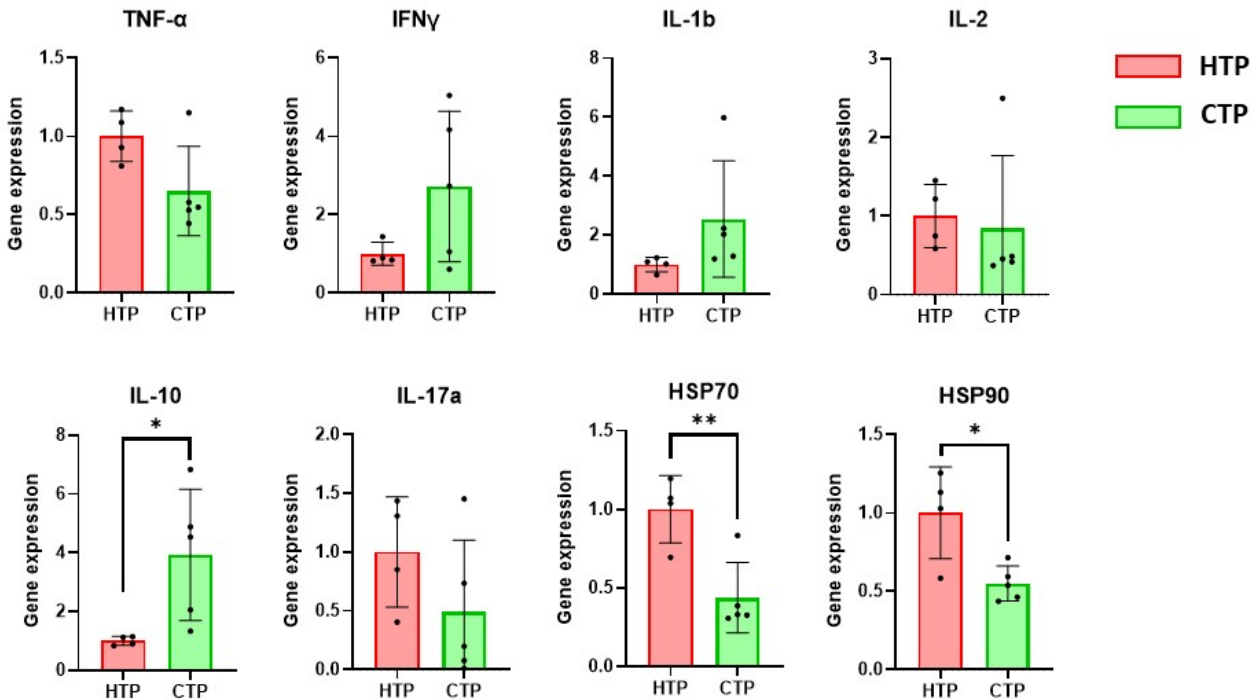 TNF-α
Gene expression
1.5
1.0
0.5
0.0
HTP
CTP
IFNγ
Gene expression
6
4
2
0
HTP
CTP
IL-1b
Gene expression
8
6
4
2
0
HTP
CTP
IL-2
Gene expression
3
2
1
0
HTP
CTP
HTP
CTP
IL-10
Gene expression
8
6
4
2
0
*
HTP
CTP
IL-17a
Gene expression
2.0
1.5
1.0
0.5
0.0
HTP
CTP
HSP70
Gene expression
1.5
1.0
0.5
0.0
**
HTP
CTP
HSP90
Gene expression
1.5
1.0
0.5
0.0
*
HTP
CTP